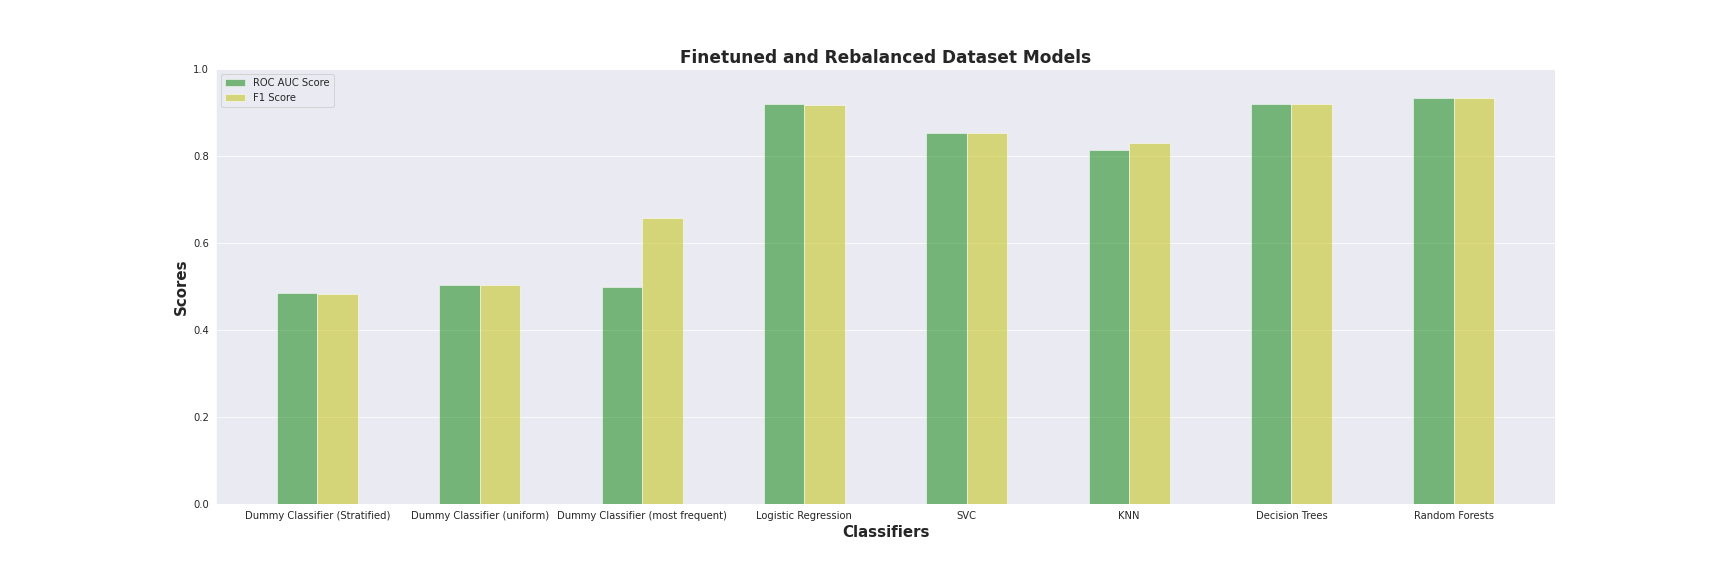 Finetuned and Rebalanced Dataset Models
1.0
ROC AUC Score
F1 Score
0.8
0.6
Scores
0.4
0.2
0.0
Dummy Classifier (Stratified) Dummy Classifier (uniform) Dummy Classifier (most frequent) Logistic Regression SVC KNN Decision Trees Random Forests
Classifiers